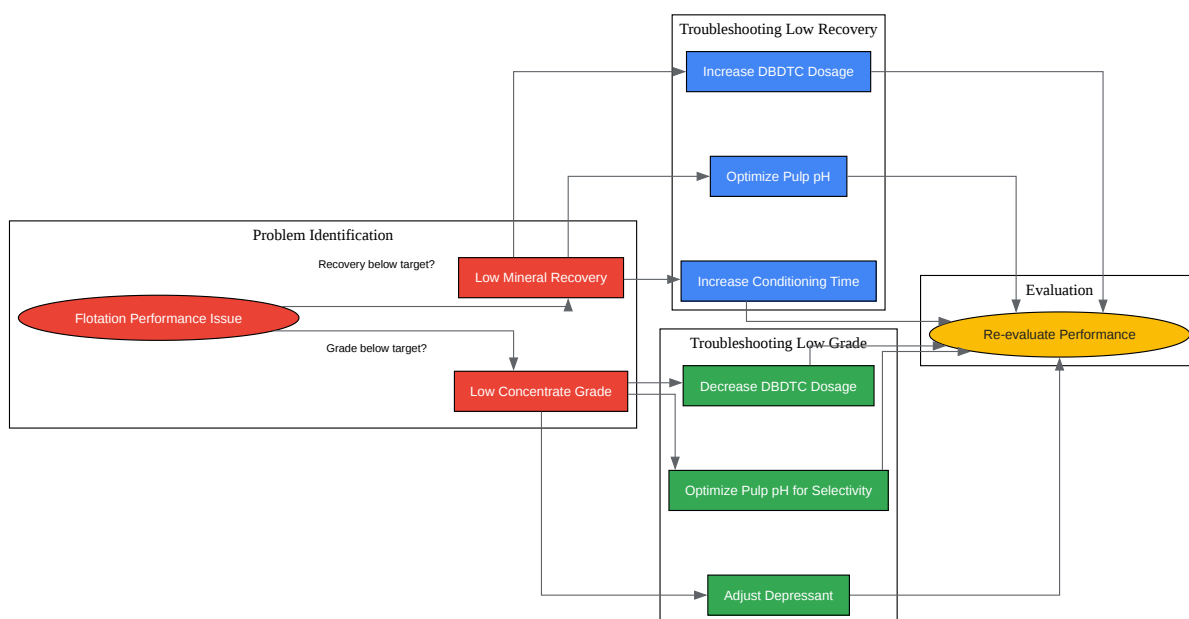 Problem Identification
Flotation Performance Issue
Recovery below target?
Grade below target?
Low Mineral Recovery
Low Concentrate Grade
Troubleshooting Low Recovery
Increase DBDTC Dosage
Optimize Pulp pH
Increase Conditioning Time
Troubleshooting Low Grade
Decrease DBDTC Dosage
Optimize Pulp pH for Selectivity
Adjust Depressant
Evaluation
Re-evaluate Performance